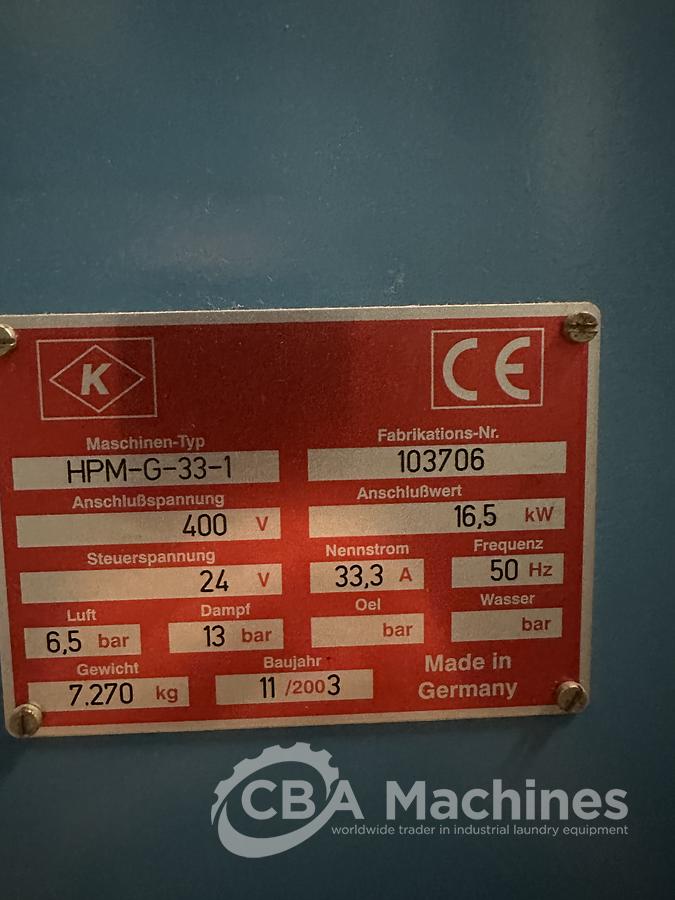 K
CE
Maschinen-Typ
Fabrikations-Nr.
HPM-G-33-1
103706
Anschlußspannung
Anschlußwert
400 V
16,5 kW
Steuerspannung
Nennstrom
Frequenz
24 V
33,3 A
50 Hz
Luft
Dampf
Oel
Wasser
6,5 bar
13 bar
bar
bar
Gewicht
Baujahr
Made in
Germany
7.270 kg
11 /2003
CBA Machines
worldwide trader in industrial laundry equipment